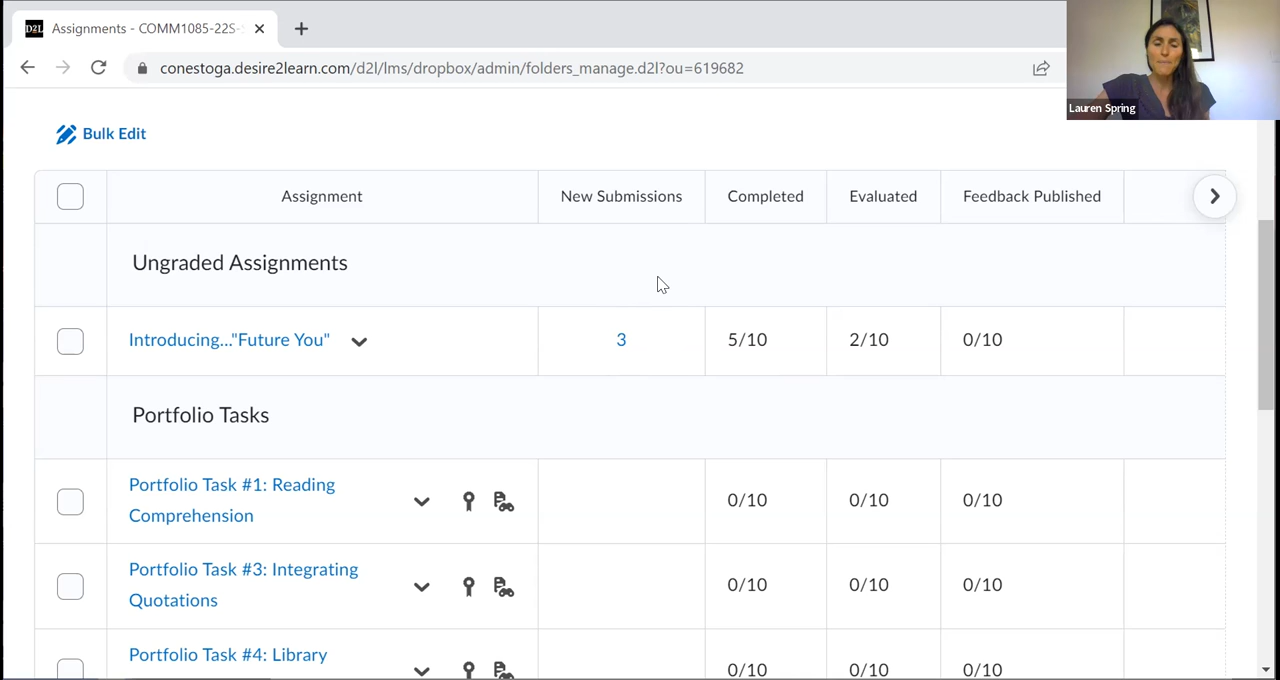 D2L Assignments - COMM1085-22S-
conestoga.desire2learn.com/d2l/lms/dropbox/admin/folders_manage.d2l?ou=619682
Lauren Spring
Bulk Edit
Assignment New Submissions Completed Evaluated Feedback Published
Ungraded Assignments
Introducing..."Future You" 3 5/10 2/10 0/10
Portfolio Tasks
Portfolio Task #1: Reading
Comprehension 0/10 0/10 0/10
Portfolio Task #3: Integrating
Quotations 0/10 0/10 0/10
Portfolio Task #4: Library
0/10 0/10 0/10